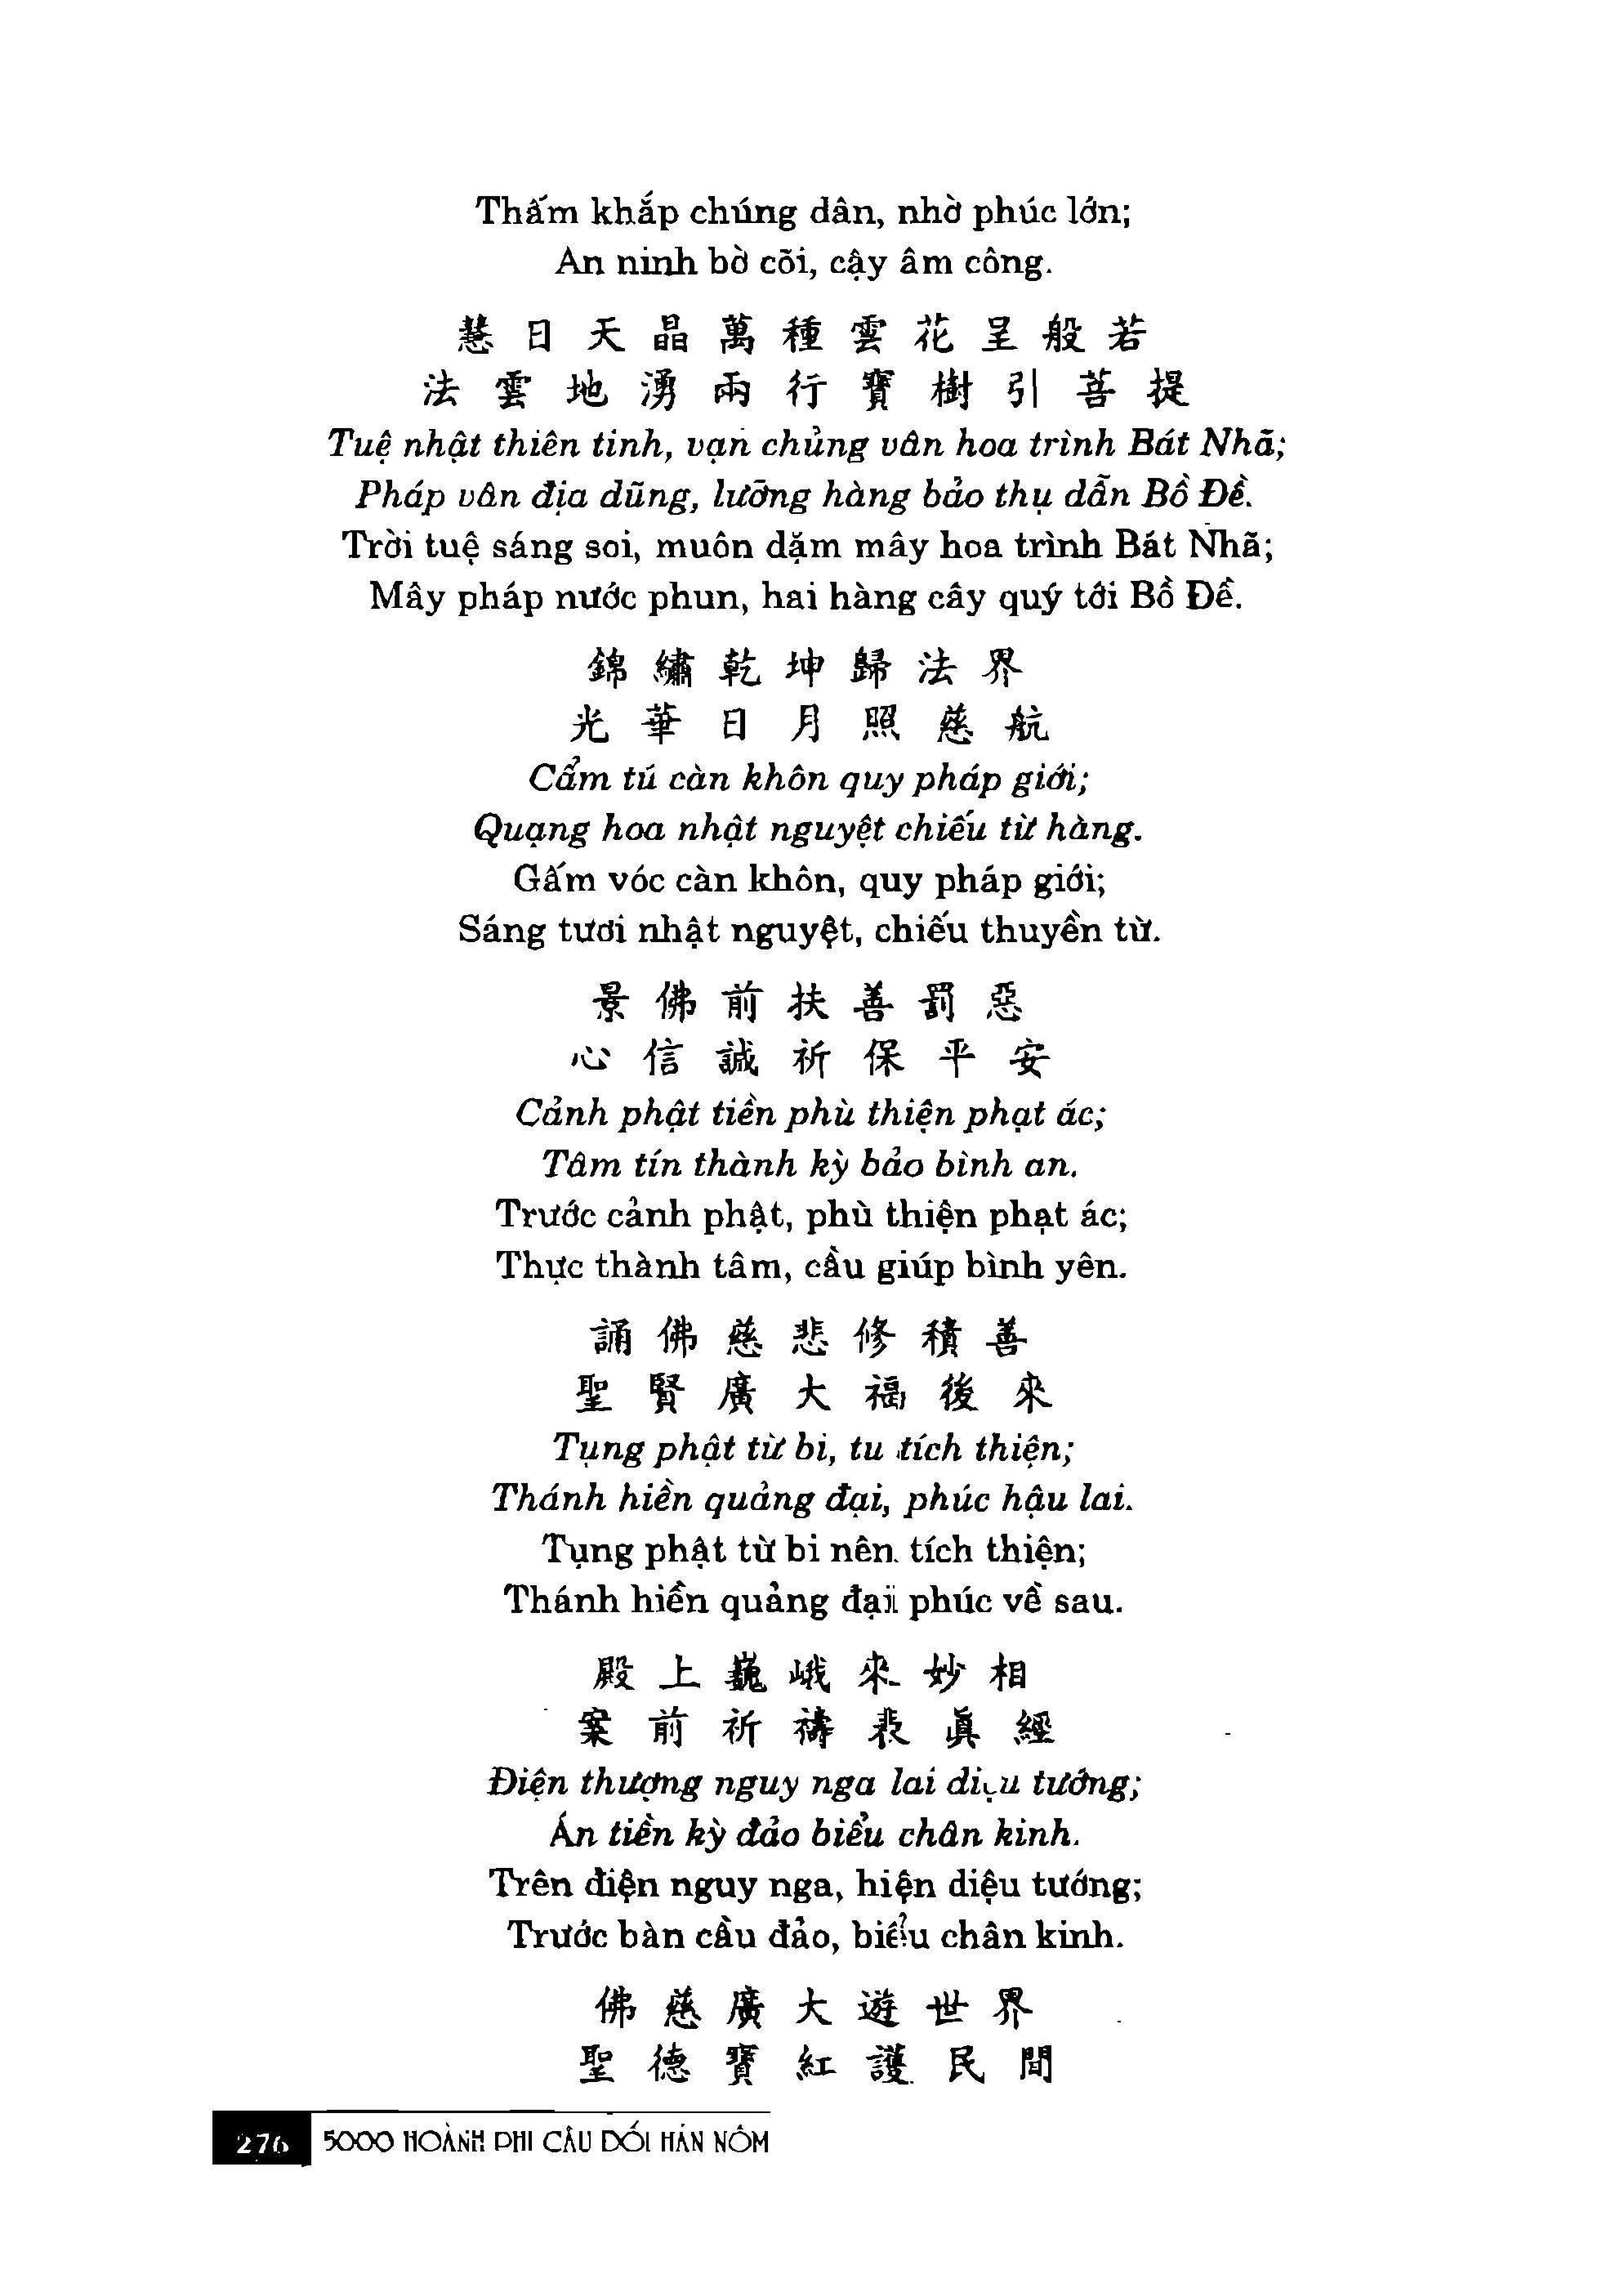 Thấm khắp chúng dân, nhờ phúc lớn;
An ninh bờ cõi, cậy âm công.
慧日天晶萬種雲花呈般若
法雲地湧兩行寶樹引菩提
Tuệ nhật thiên tinh, vạn chủng vân hoa trình Bát Nhã;
Pháp vân địa dũng, lưỡng hàng bảo thụ dẫn Bồ Đề.
Trời tuệ sáng soi, muôn dặm mây hoa trình Bát Nhã;
Mây pháp nước phun, hai hàng cây quý tới Bồ Đề.
錦繡乾坤歸法界
光華日月照慈航
Cẩm tú càn khôn quy pháp giới;
Quạng hoa nhật nguyệt chiếu từ hàng.
Gấm vóc càn khôn, quy pháp giới;
Sáng tươi nhật nguyệt, chiếu thuyền từ.
景佛前扶善罰惡
心信誠祈保平安
Cảnh phật tiền phù thiện phạt ác;
Tâm tín thành kỳ bảo bình an.
Trước cảnh phật, phù thiện phạt ác;
Thực thành tâm, cầu giúp bình yên.
誦佛慈悲修積善
聖賢廣大福後來
Tụng phật từ bi, tu tích thiện;
Thánh hiền quảng đại, phúc hậu lai.
Tụng phật từ bi nên tích thiện;
Thánh hiền quảng đại phúc về sau.
殿上巍峨來妙相
案前祈禱表眞經
Điện thượng nguy nga lai diệu tướng;
Án tiền kỳ đảo biểu chân kinh.
Trên điện nguy nga, hiện diệu tướng;
Trước bàn cầu đảo, biểu chân kinh.
佛慈廣大遊世界
聖德寶紅護民間
276 5000 HOÀNH PHI CÂU ĐỐI HÁN NÔM